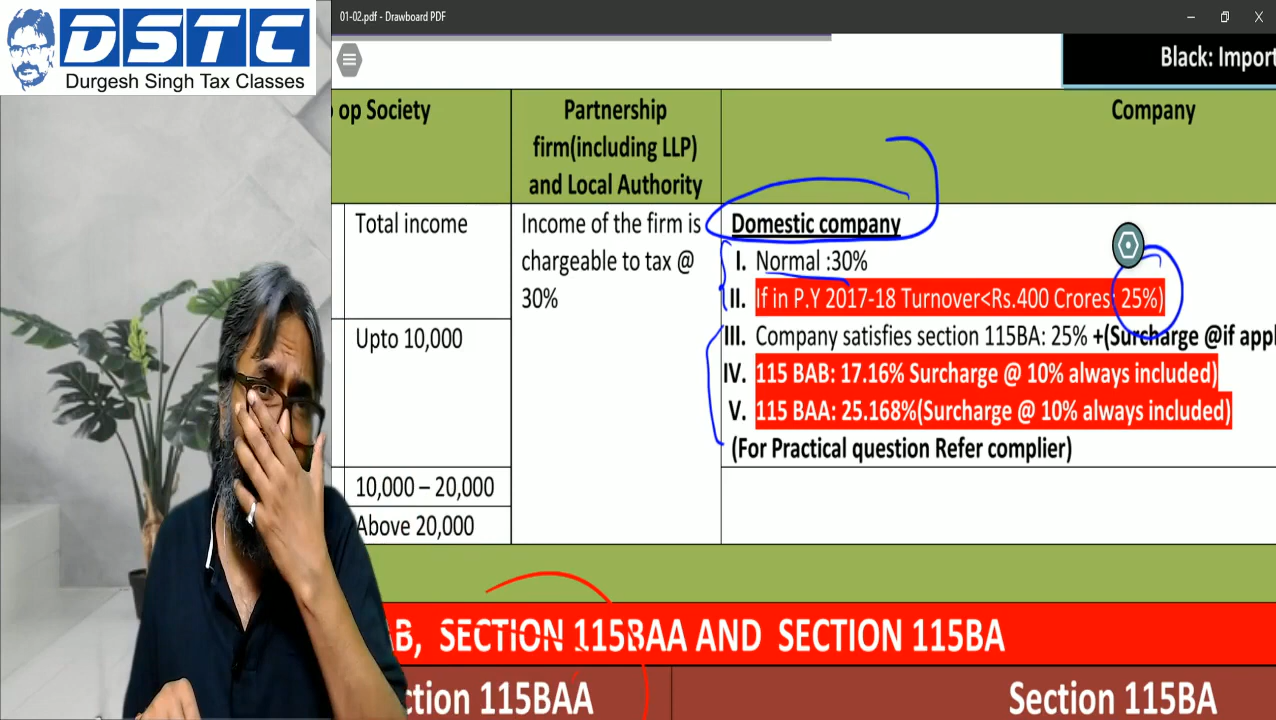 DSTC
Durgesh Singh Tax Classes
01-02.pdf - Drawboard PDF
Black: Import
op Society
Partnership
firm(including LLP)
and Local Authority
Company
Total income
Income of the firm is
chargeable to tax @
30%
Domestic company
I. Normal :30%
II. If in P.Y 2017-18 Turnover<Rs.400 Crores: 25%)
III. Company satisfies section 115BA: 25% +(Surcharge @if appl
IV. 115 BAB: 17.16% Surcharge @ 10% always included)
V. 115 BAA: 25.168%(Surcharge @ 10% always included)
(For Practical question Refer complier)
Upto 10,000
10,000 – 20,000
Above 20,000
AB, SECTION 115BAA AND SECTION 115BA
ction 115BAA
Section 115BA